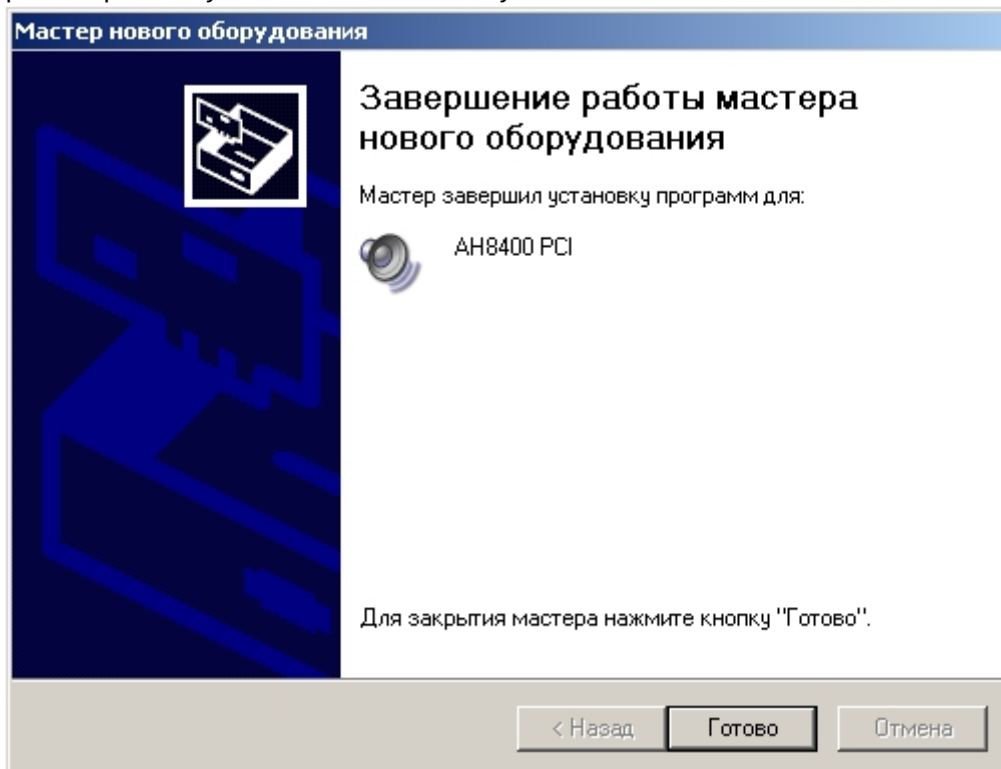 Мастер нового оборудования
Завершение работы мастера
нового оборудования
Мастер завершил установку программ для:
AH8400 PCI
Для закрытия мастера нажмите кнопку "Готово".
< Назад
Готово
Отмена